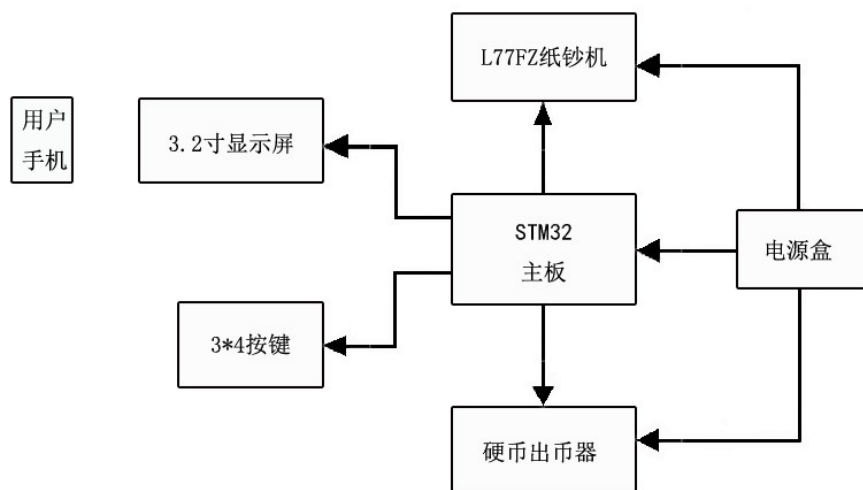 L77FZ纸钞机
用户
手机
3.2寸显示屏
STM32
主板
电源盒
3*4按键
硬币出币器